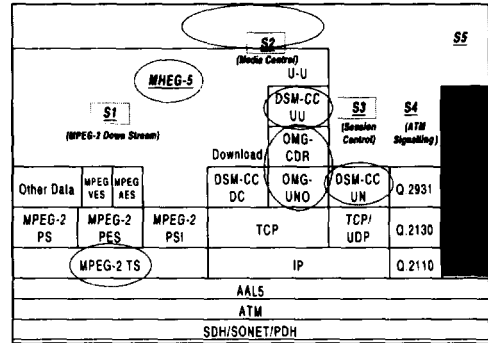 S2
S5
(Media Control)
U-U
MHEG-5
S1
(MPEG-2 Down Stream)
DSM-CC
UU
S3
(Session
Control)
S4
(ATM
Signalling)
Download
OMG-
CDR
Other Data
MPEG
VES
MPEG
AES
DSM-CC
DC
OMG-
UNO
DSM-CC
UN
Q.2931
MPEG-2
PS
MPEG-2
PES
MPEG-2
PSI
TCP
TCP/
UDP
Q.2130
MPEG-2 TS
IP
Q.2110
AAL5
ATM
SDH/SONET/PDH